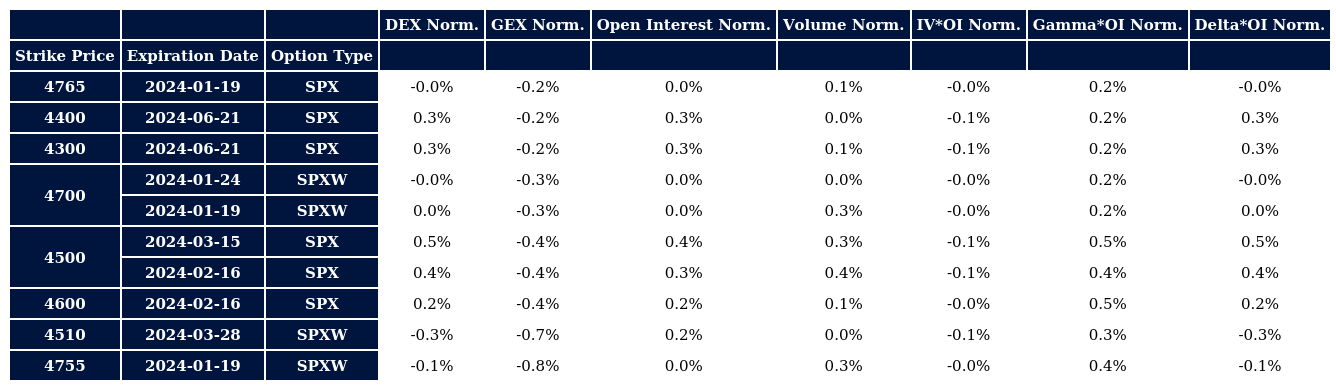 DEX Norm. GEX Norm. Open Interest Norm. Volume Norm. IV*OI Norm. Gamma*OI Norm. Delta*OI Norm.
Strike Price Expiration Date Option Type
4765 2024-01-19 SPX -0.0% -0.2% 0.0% 0.1% -0.0% 0.2% -0.0%
4400 2024-06-21 SPX 0.3% -0.2% 0.3% 0.0% -0.1% 0.2% 0.3%
4300 2024-06-21 SPX 0.3% -0.2% 0.3% 0.1% -0.1% 0.2% 0.3%
4700 2024-01-24 SPXW -0.0% -0.3% 0.0% 0.0% -0.0% 0.2% -0.0%
2024-01-19 SPXW 0.0% -0.3% 0.0% 0.3% -0.0% 0.2% 0.0%
4500 2024-03-15 SPX 0.5% -0.4% 0.4% 0.3% -0.1% 0.5% 0.5%
2024-02-16 SPX 0.4% -0.4% 0.3% 0.4% -0.1% 0.4% 0.4%
4600 2024-02-16 SPX 0.2% -0.4% 0.2% 0.1% -0.0% 0.5% 0.2%
4510 2024-03-28 SPXW -0.3% -0.7% 0.2% 0.0% -0.1% 0.3% -0.3%
4755 2024-01-19 SPXW -0.1% -0.8% 0.0% 0.3% -0.0% 0.4% -0.1%